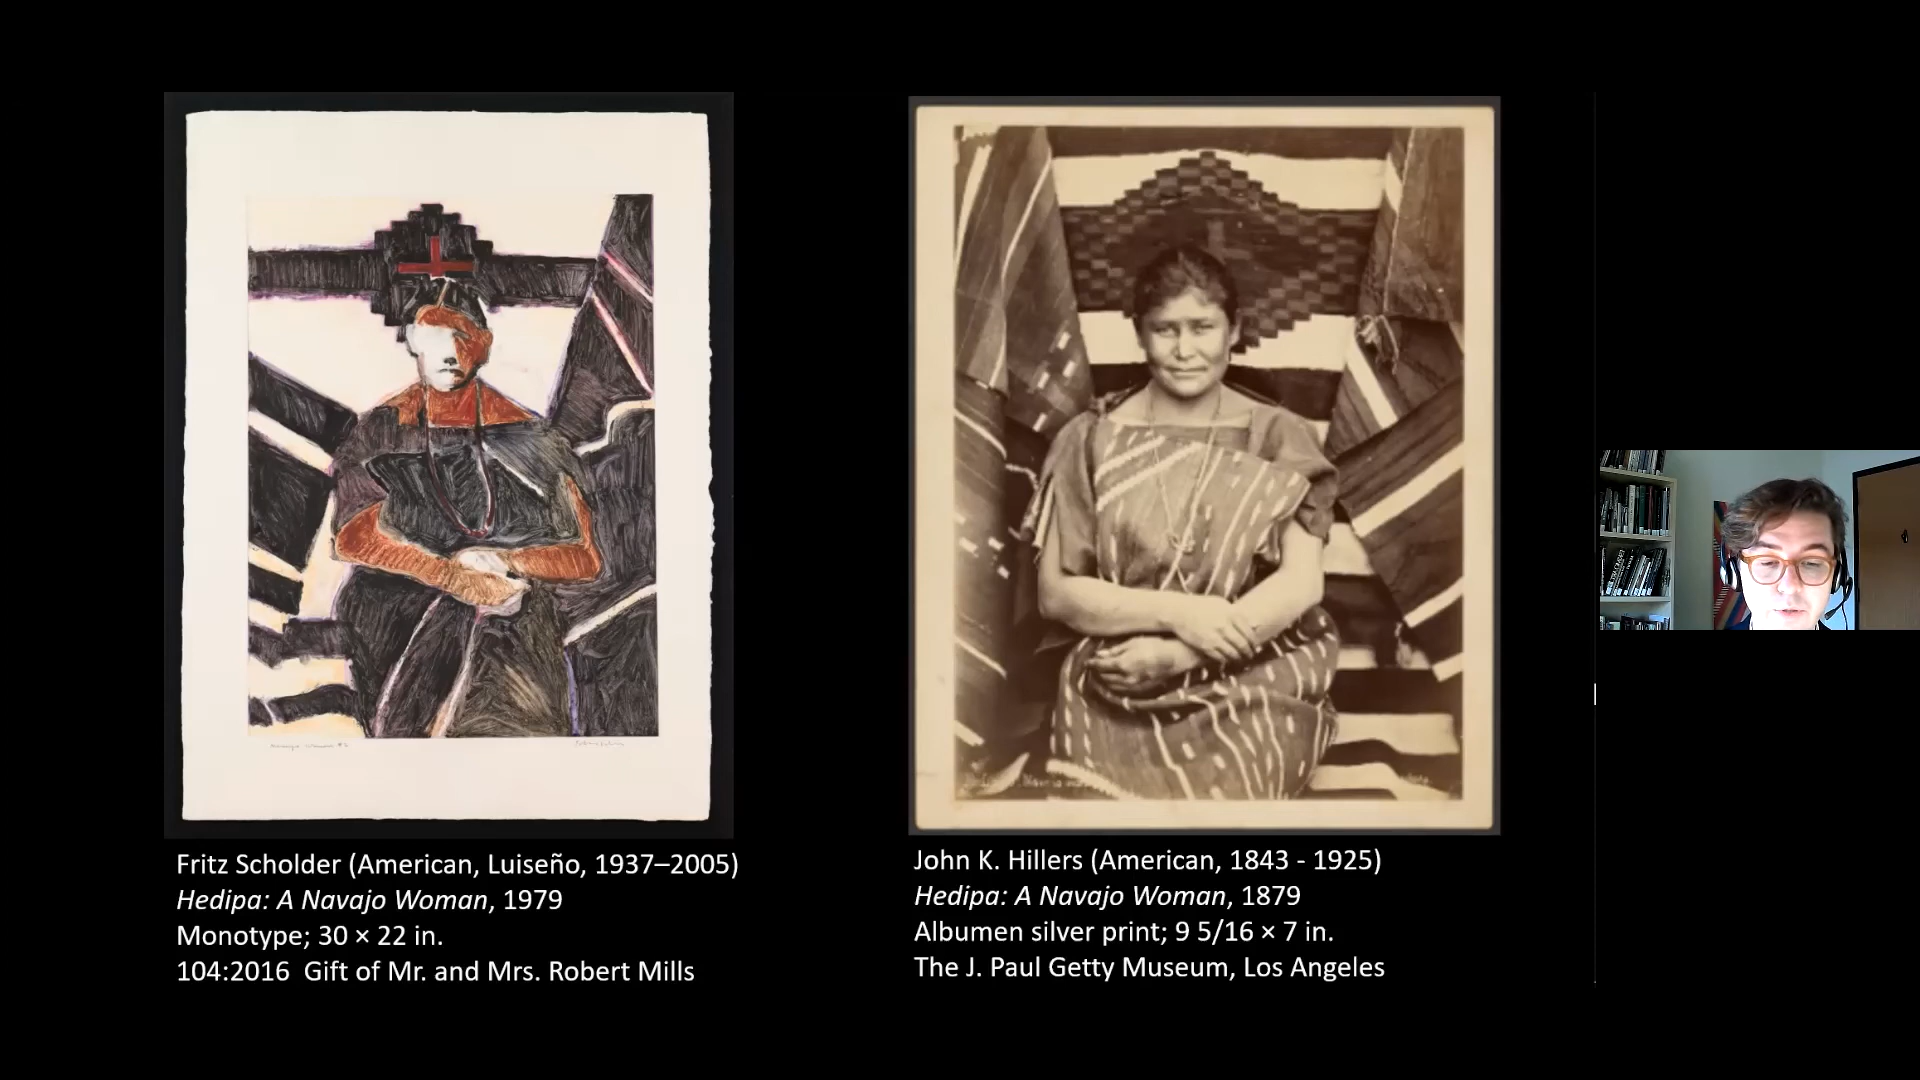 Fritz Scholder (American, Luiseño, 1937–2005)
Hedipa: A Navajo Woman, 1979
Monotype; 30 × 22 in.
104:2016  Gift of Mr. and Mrs. Robert Mills
John K. Hillers (American, 1843 - 1925)
Hedipa: A Navajo Woman, 1879
Albumen silver print; 9 5/16 × 7 in.
The J. Paul Getty Museum, Los Angeles